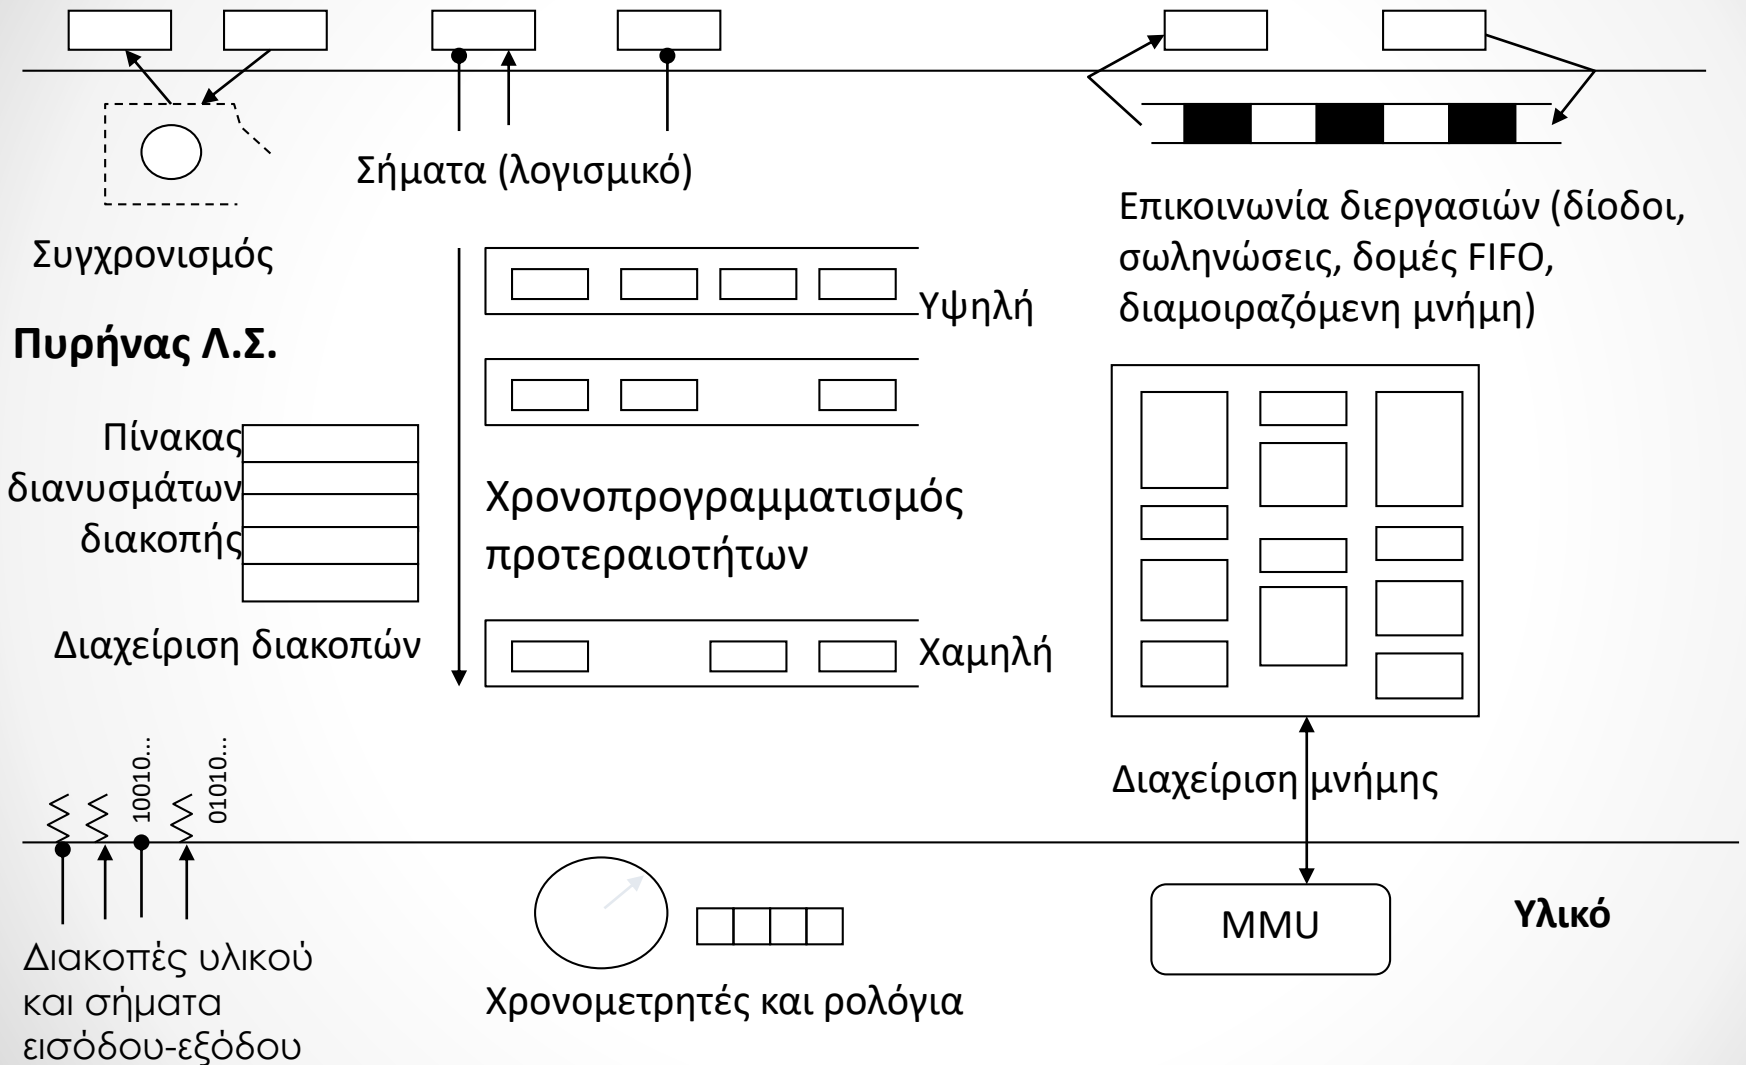 Σήματα (λογισμικό)
Συγχρονισμός
Επικοινωνία διεργασιών (δίοδοι,
σωληνώσεις, δομές FIFO,
διαμοιραζόμενη μνήμη)
Υψηλή
Πυρήνας Λ.Σ.
Πίνακας
διανυσμάτων
διακοπής
Χρονοπρογραμματισμός
προτεραιοτήτων
Διαχείριση διακοπών
Χαμηλή
10010...
01010...
Διαχείριση μνήμης
MMU
Υλικό
Διακοπές υλικού
και σήματα
εισόδου-εξόδου
Χρονομετρητές και ρολόγια